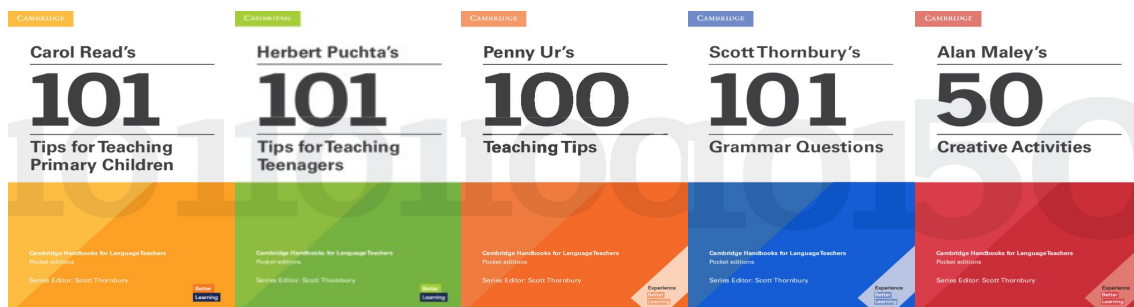 CAMBRIDGE
Carol Read's
101
Tips for Teaching
Primary Children
Cambridge Handbooks for Language Teachers
Pocket editions
Series Editor: Scott Thornbury
Better
Learning
CAMBRIDGE
Herbert Puchta's
101
Tips for Teaching
Teenagers
Cambridge Handbooks for Language Teachers
Pocket editions
Series Editor: Scott Thornbury
Better
Learning
CAMBRIDGE
Penny Ur's
100
Teaching Tips
Cambridge Handbooks for Language Teachers
Pocket editions
Series Editor: Scott Thornbury
Experience
Better
Learning
CAMBRIDGE
Scott Thornbury's
101
Grammar Questions
Cambridge Handbooks for Language Teachers
Pocket editions
Series Editor: Scott Thornbury
Experience
Better
Learning
CAMBRIDGE
Alan Maley's
50
Creative Activities
Cambridge Handbooks for Language Teachers
Pocket editions
Series Editor: Scott Thornbury
Experience
Better
Learning